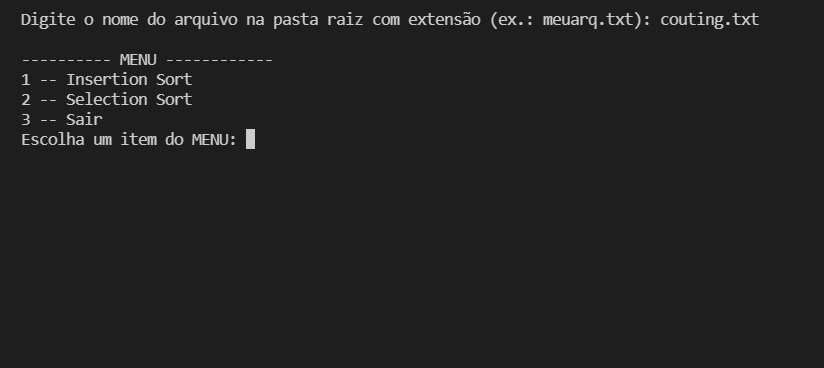 Digite o nome do arquivo na pasta raiz com extensão (ex.: meuarq.txt): couting.txt
---------- MENU ------------
1 -- Insertion Sort
2 -- Selection Sort
3 -- Sair
Escolha um item do MENU: